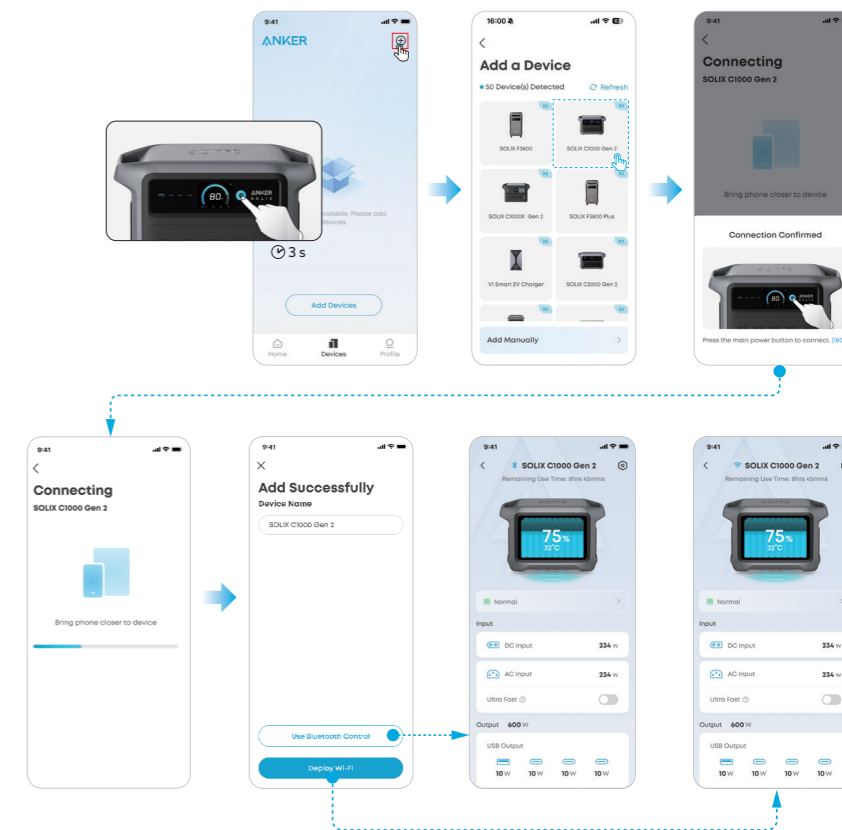 9:41
ANKER
80
ANKER
SOLIX
available. Please add
devices.
3 s
Add Devices
Home
Devices
Profile
16:00
Add a Device
50 Device(s) Detected
Refresh
SOLIX F3800
SOLIX C1000 Gen 2
SOLIX C1000X Gen 2
SOLIX F3800 Plus
V1 Smart EV Charger
SOLIX C2000 Gen 2
Add Manually
9:41
Connecting
SOLIX C1000 Gen 2
Bring phone closer to device
Connection Confirmed
80
ANKER
Press the main power button to connect.
9:41
Connecting
SOLIX C1000 Gen 2
Bring phone closer to device
9:41
Add Successfully
Device Name
SOLIX C1000 Gen 2
Use Bluetooth Control
Deploy Wi-Fi
9:41
SOLIX C1000 Gen 2
Remaining Use Time: 8hrs 45mins
75%
32°C
Normal
Input
DC Input
234 W
AC Input
234 W
Ultra Fast
Output 600 W
USB Output
10 W 10 W 10 W 10 W
9:41
SOLIX C1000 Gen 2
Remaining Use Time: 8hrs 45mins
75%
32°C
Normal
Input
DC Input
234 W
AC Input
234 W
Ultra Fast
Output 600 W
USB Output
10 W 10 W 10 W 10 W